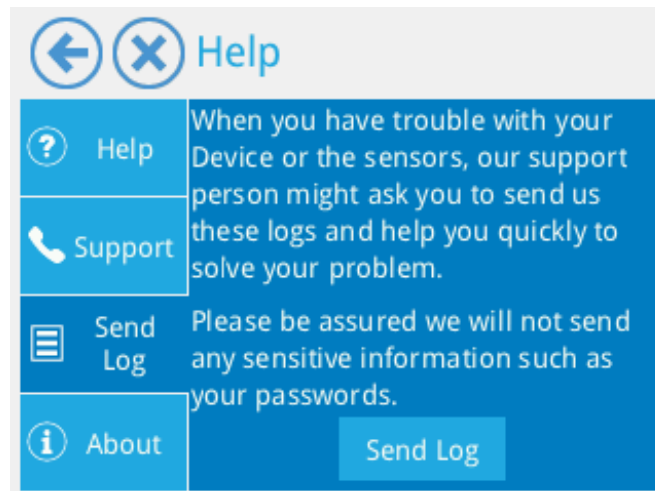 Help
Help
Support
Send
Log
About
When you have trouble with your
Device or the sensors, our support
person might ask you to send us
these logs and help you quickly to
solve your problem.
Please be assured we will not send
any sensitive information such as
your passwords.
Send Log